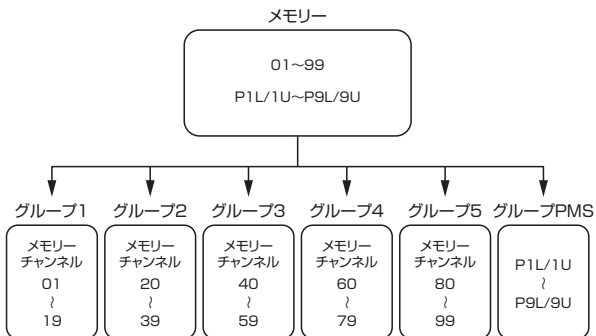 メモリー
01～99
P1L/1U～P9L/9U
グループ1
グループ2
グループ3
グループ4
グループ5
グループPMS
メモリー
チャンネル
01
～
19
メモリー
チャンネル
20
～
39
メモリー
チャンネル
40
～
59
メモリー
チャンネル
60
～
79
メモリー
チャンネル
80
～
99
P1L/1U
～
P9L/9U